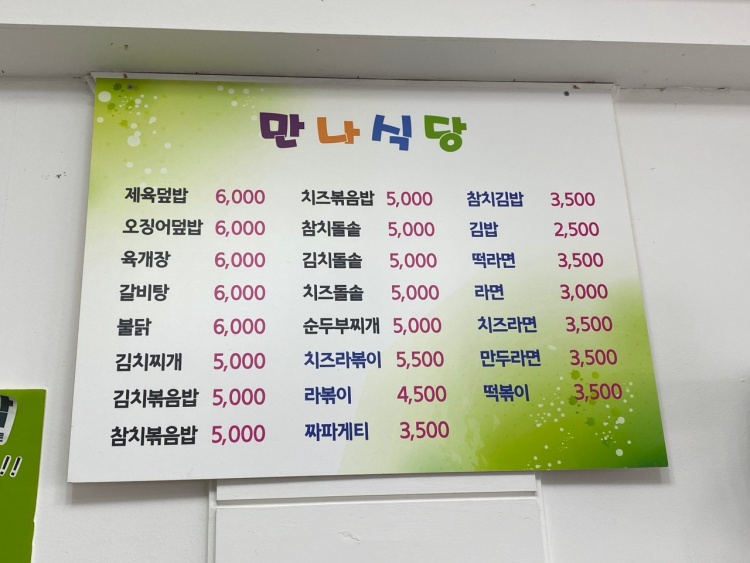 만나식당
제육덮밥 6,000
오징어덮밥 6,000
육개장 6,000
갈비탕 6,000
불닭 6,000
김치찌개 5,000
김치볶음밥 5,000
참치볶음밥 5,000
치즈볶음밥 5,000
참치돌솥 5,000
김치돌솥 5,000
치즈돌솥 5,000
순두부찌개 5,000
치즈라볶이 5,500
라볶이 4,500
짜파게티 3,500
참치김밥 3,500
김밥 2,500
떡라면 3,500
라면 3,000
치즈라면 3,500
만두라면 3,500
떡볶이 3,500
!!